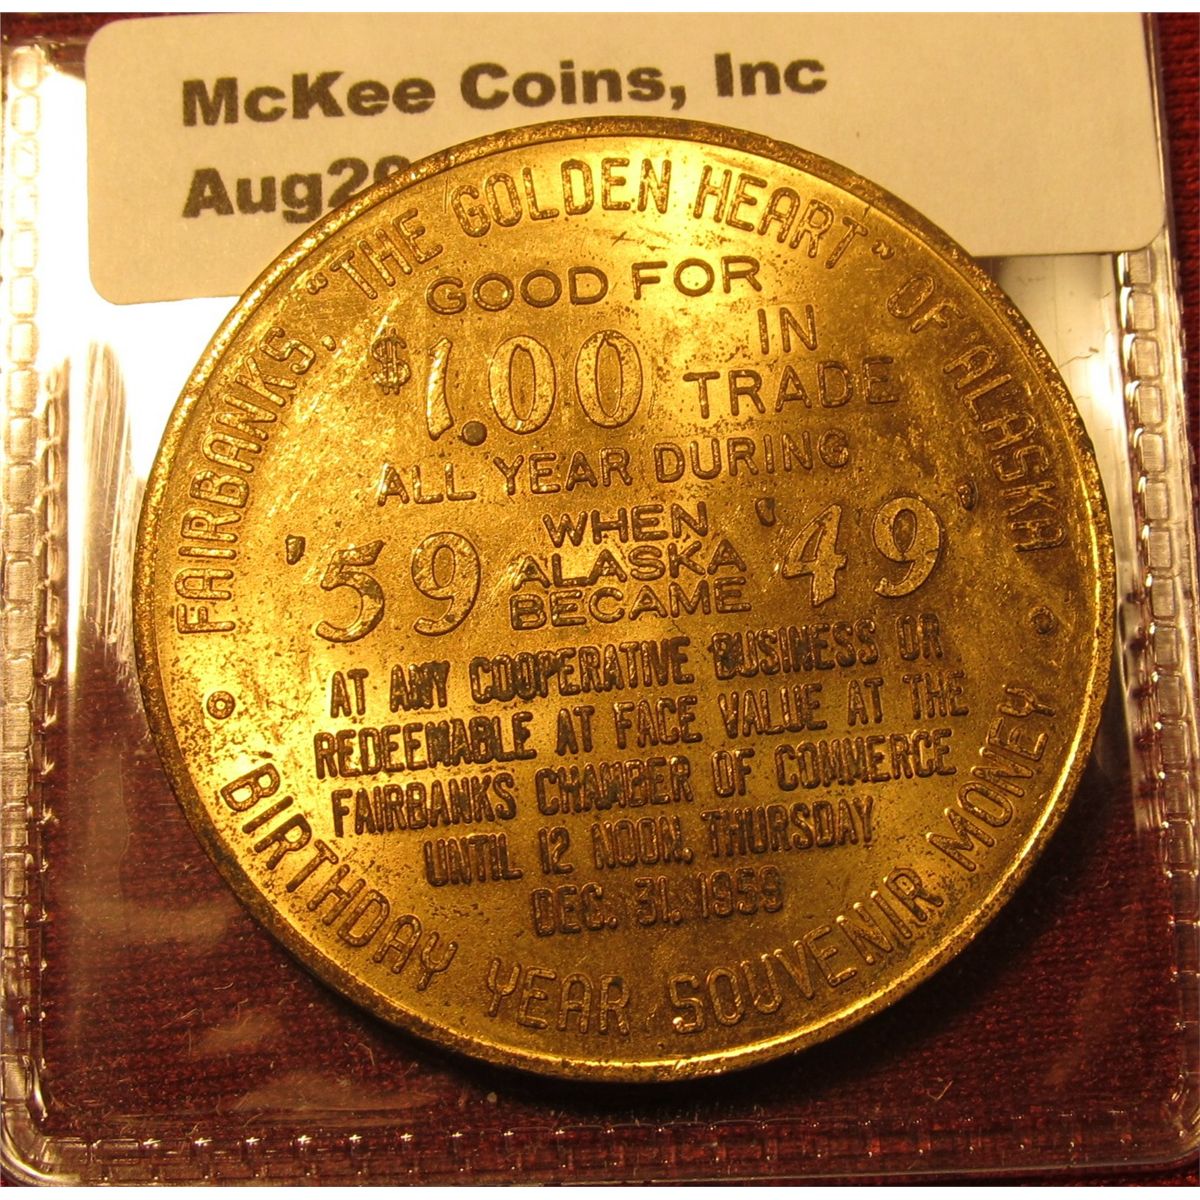 McKee Coins, Inc
FAIRBANKS, "THE GOLDEN HEART" OF ALASKA
GOOD FOR
$1.00 IN
TRADE
ALL YEAR DURING
'59 WHEN ALASKA BECAME '49'
AT ANY COOPERATIVE BUSINESS OR
REDEEMABLE AT FACE VALUE AT THE
FAIRBANKS CHAMBER OF COMMERCE
UNTIL 12 NOON, THURSDAY
DEC. 31, 1959
BIRTHDAY YEAR SOUVENIR MONEY